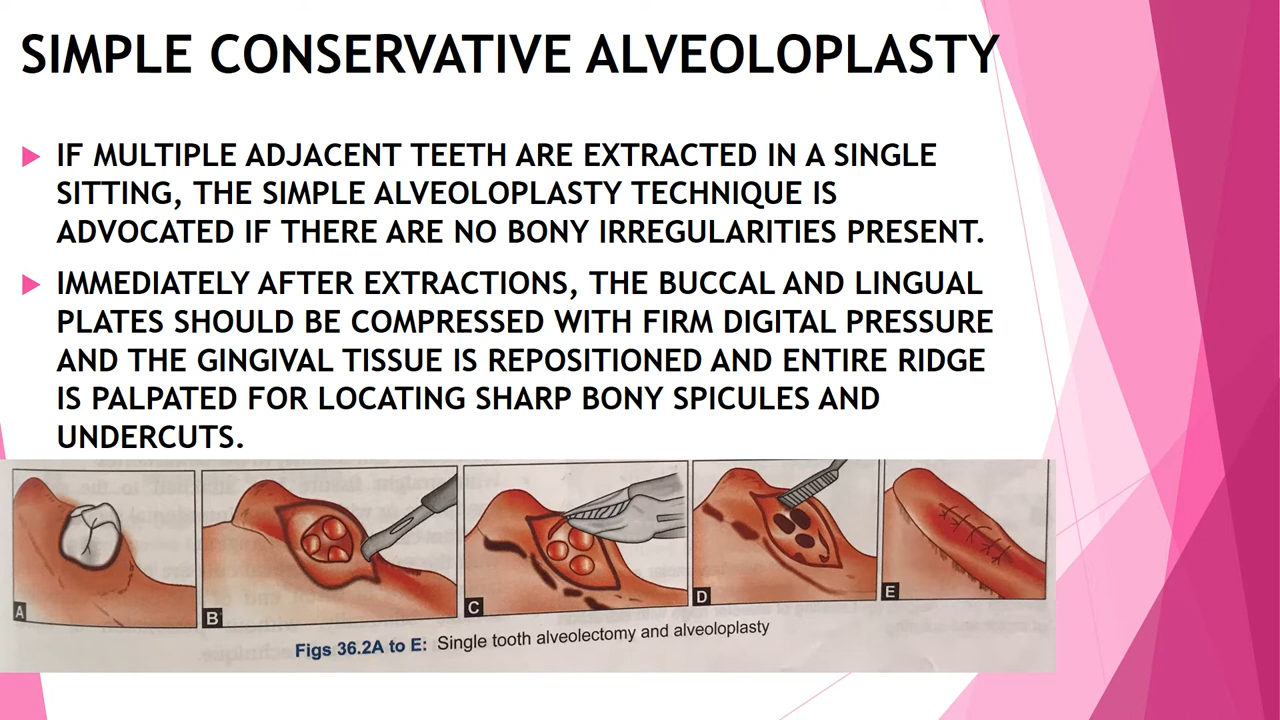 SIMPLE CONSERVATIVE ALVEOLOPLASTY
IF MULTIPLE ADJACENT TEETH ARE EXTRACTED IN A SINGLE
SITTING, THE SIMPLE ALVEOLOPLASTY TECHNIQUE IS
ADVOCATED IF THERE ARE NO BONY IRREGULARITIES PRESENT.
IMMEDIATELY AFTER EXTRACTIONS, THE BUCCAL AND LINGUAL
PLATES SHOULD BE COMPRESSED WITH FIRM DIGITAL PRESSURE
AND THE GINGIVAL TISSUE IS REPOSITIONED AND ENTIRE RIDGE
IS PALPATED FOR LOCATING SHARP BONY SPICULES AND
UNDERCUTS.
A B C D E
Figs 36.2A to E: Single tooth alveolectomy and alveoloplasty